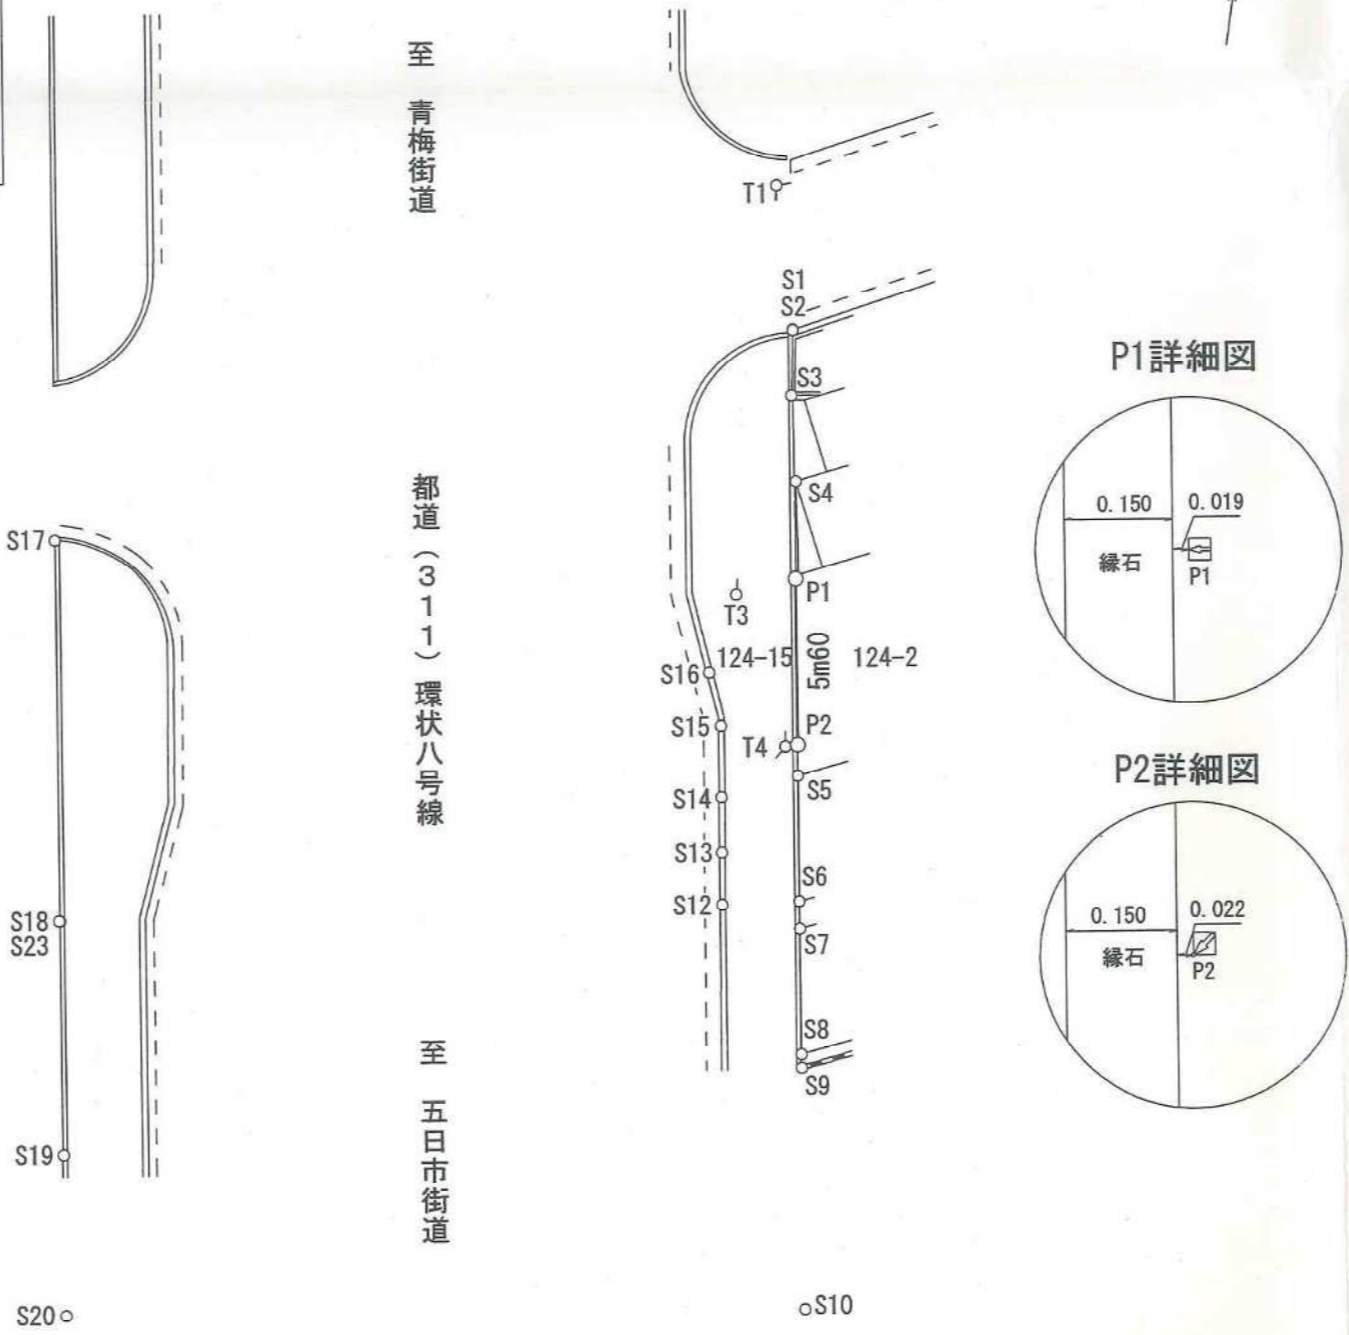 至 青梅街道
T1
S1
S2
P1詳細図
S3
0.150
0.019
縁石
P1
S4
都道(311)環状八号線
S17
P1
T3
124-15
5m60
124-2
S16
P2
S15
T4
P2詳細図
S5
S14
S13
S6
S12
0.150
0.022
縁石
P2
S18
S23
S7
S8
S9
至 五日市街道
S19
S20
S10